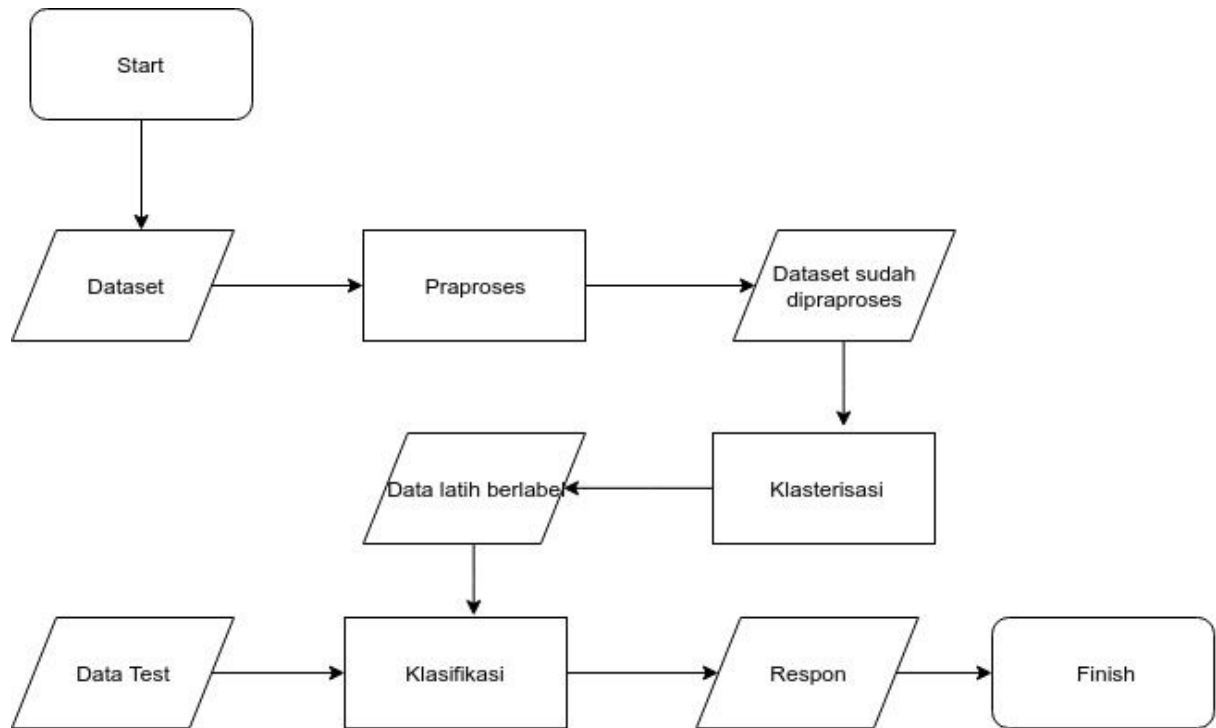 Start
Dataset
Praproses
Dataset sudah
dipraproses
Data latih berlabel
Klasterisasi
Data Test
Klasifikasi
Respon
Finish